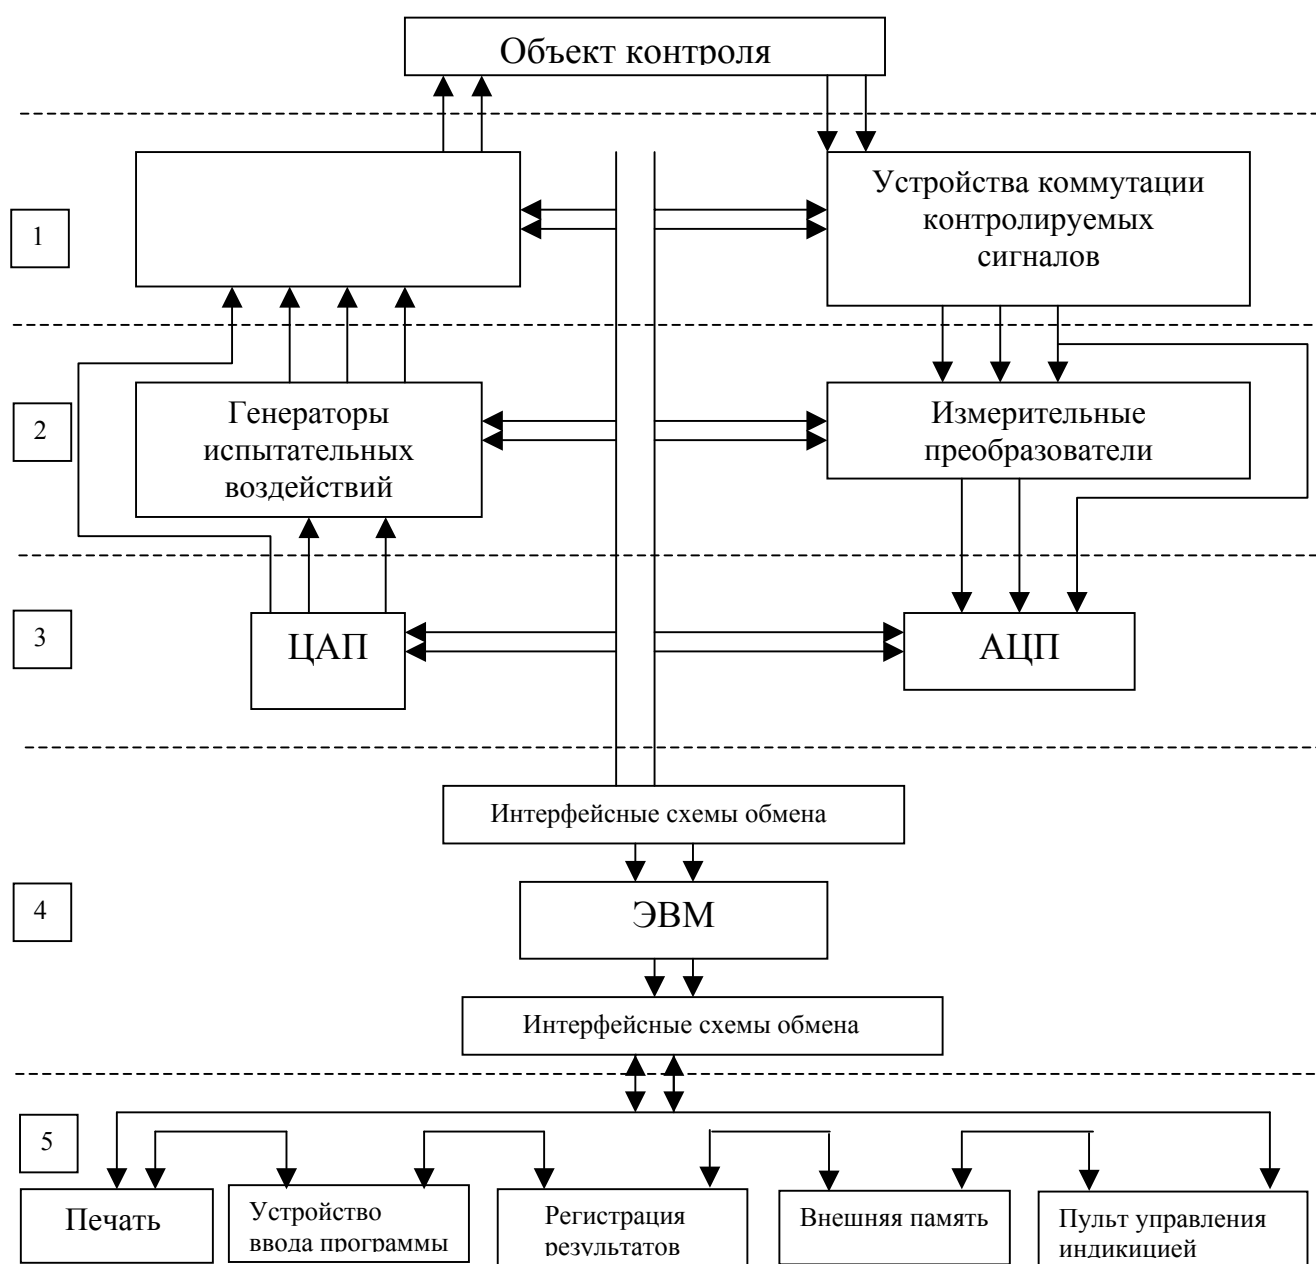 Объект контроля
1
Устройства коммутации
контролируемых
сигналов
2
Генераторы
испытательных
воздействий
Измерительные
преобразователи
3
ЦАП
АЦП
Интерфейсные схемы обмена
4
ЭВМ
Интерфейсные схемы обмена
5
Печать
Устройство
ввода программы
Регистрация
результатов
Внешняя память
Пульт управления
индикицией